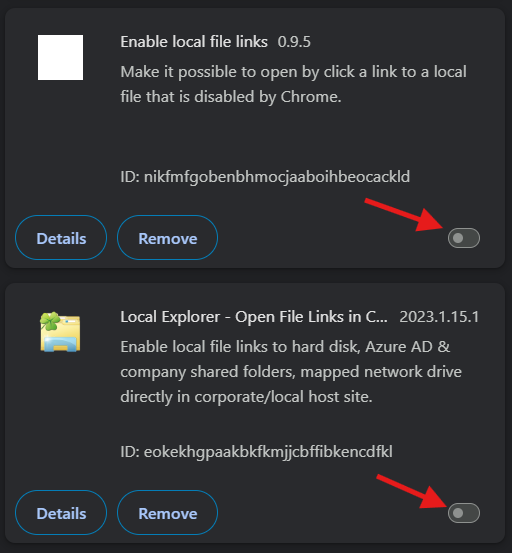 Enable local file links 0.9.5
Make it possible to open by click a link to a local
file that is disabled by Chrome.
ID: nikfmfgobenbhmocjaaboihbeocackld
Details Remove
Local Explorer - Open File Links in C... 2023.1.15.1
Enable local file links to hard disk, Azure AD &
company shared folders, mapped network drive
directly in corporate/local host site.
ID: eokekhgpaakbkfkmjjcbffibkencdfkl
Details Remove